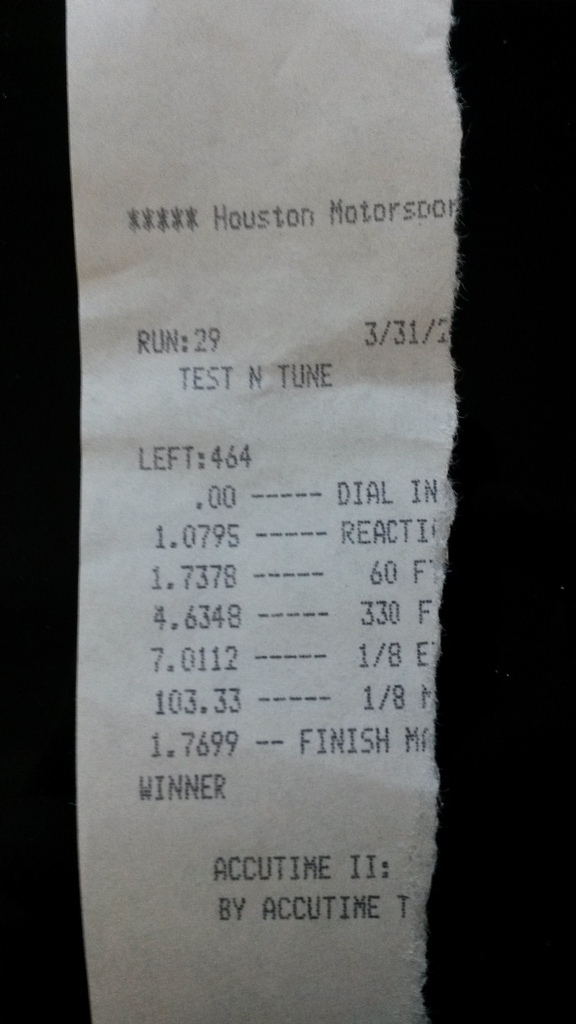 ***** Houston Motorspor
RUN:29 3/31/2
TEST N TUNE
LEFT:464
.00 ----- DIAL IN
1.0795 ----- REACTI
1.7378 ----- 60 F
4.6348 ----- 330 F
7.0112 ----- 1/8 E
103.33 ----- 1/8 M
1.7699 -- FINISH MA
WINNER
ACCUTIME II:
BY ACCUTIME T